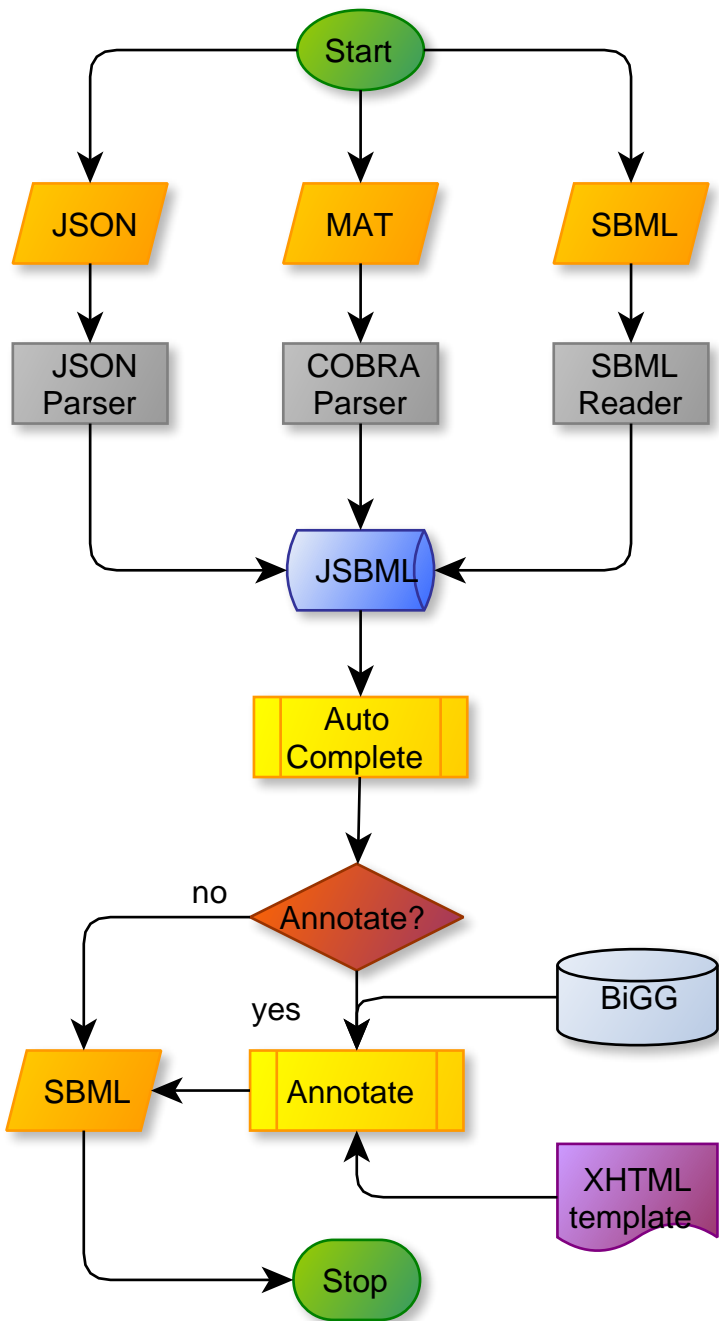 Start
JSON
MAT
SBML
JSON
Parser
COBRA
Parser
SBML
Reader
JSBML
Auto
Complete
no
Annotate?
BiGG
yes
SBML
Annotate
XHTML
template
Stop